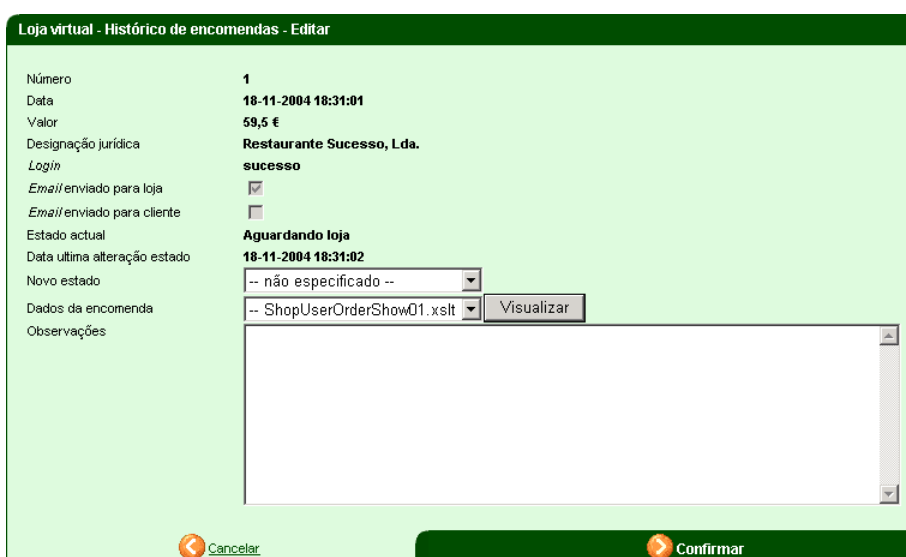 Loja virtual - Histórico de encomendas - Editar
Número 1
Data 18-11-2004 18:31:01
Valor 59,5 €
Designação jurídica Restaurante Sucesso, Lda.
Login sucesso
Email enviado para loja
Email enviado para cliente
Estado actual Aguardando loja
Data ultima alteração estado 18-11-2004 18:31:02
Novo estado -- não especificado --
Dados da encomenda -- ShopUserOrderShow01.xslt Visualizar
Observações
Cancelar Confirmar